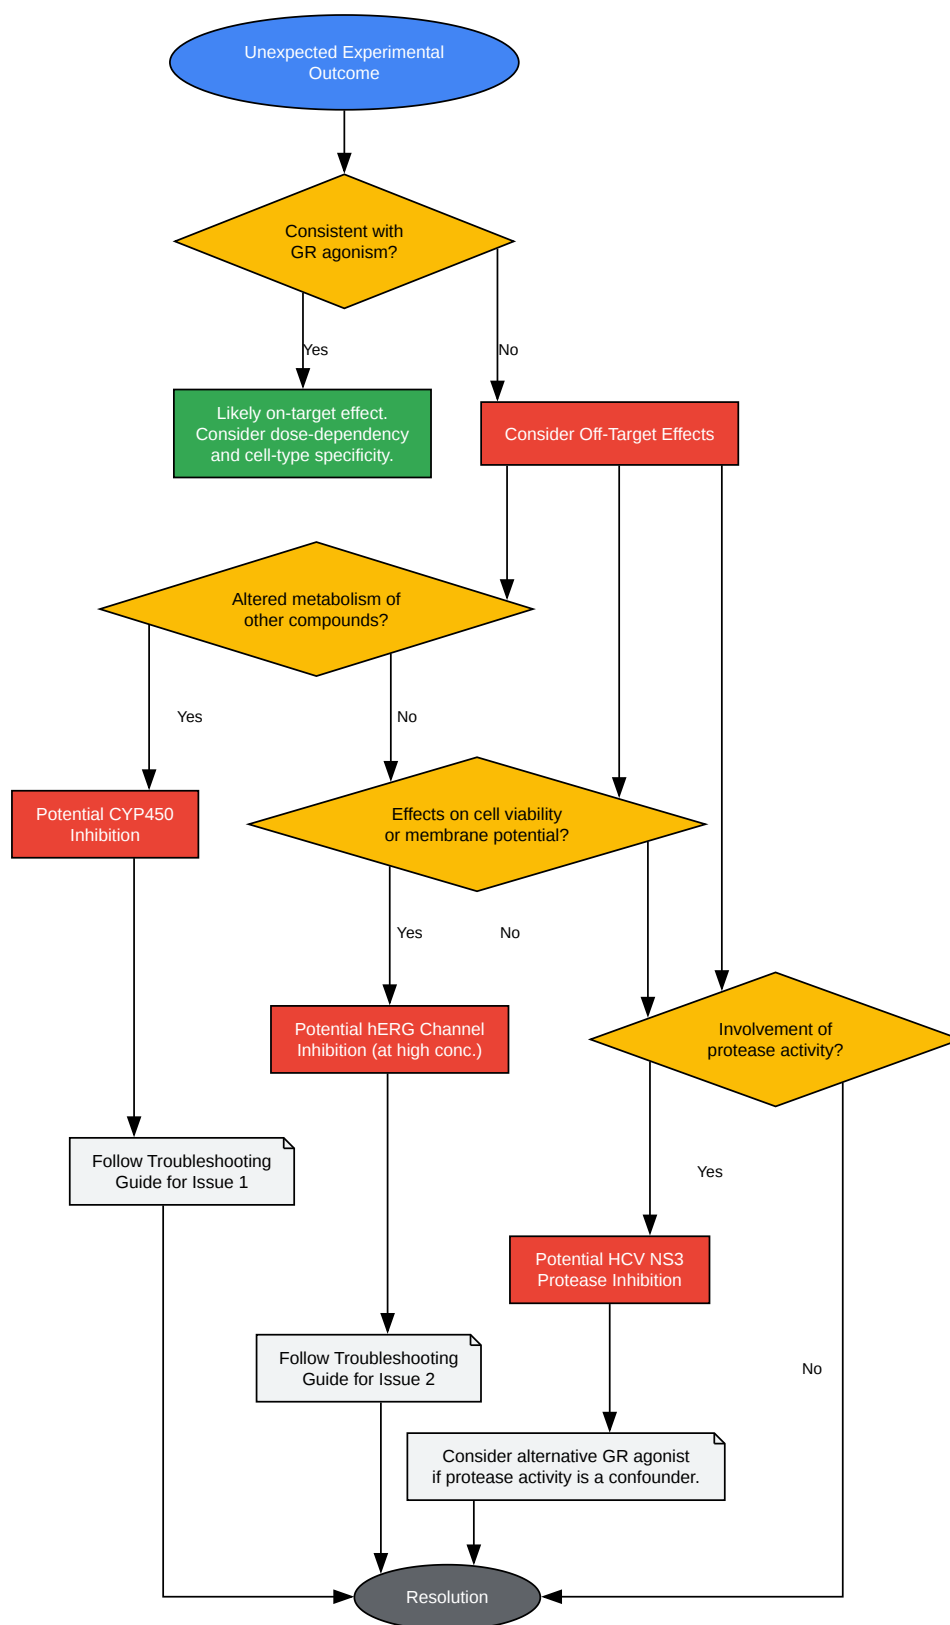 Unexpected Experimental
Outcome
Consistent with
GR agonism?
Yes
No
Likely on-target effect.
Consider dose-dependency
and cell-type specificity.
Consider Off-Target Effects
Altered metabolism of
other compounds?
Yes
No
Potential CYP450
Inhibition
Effects on cell viability
or membrane potential?
Yes
No
Potential hERG Channel
Inhibition (at high conc.)
Involvement of
protease activity?
Follow Troubleshooting
Guide for Issue 1
Yes
Potential HCV NS3
Protease Inhibition
No
Follow Troubleshooting
Guide for Issue 2
Consider alternative GR agonist
if protease activity is a confounder.
Resolution